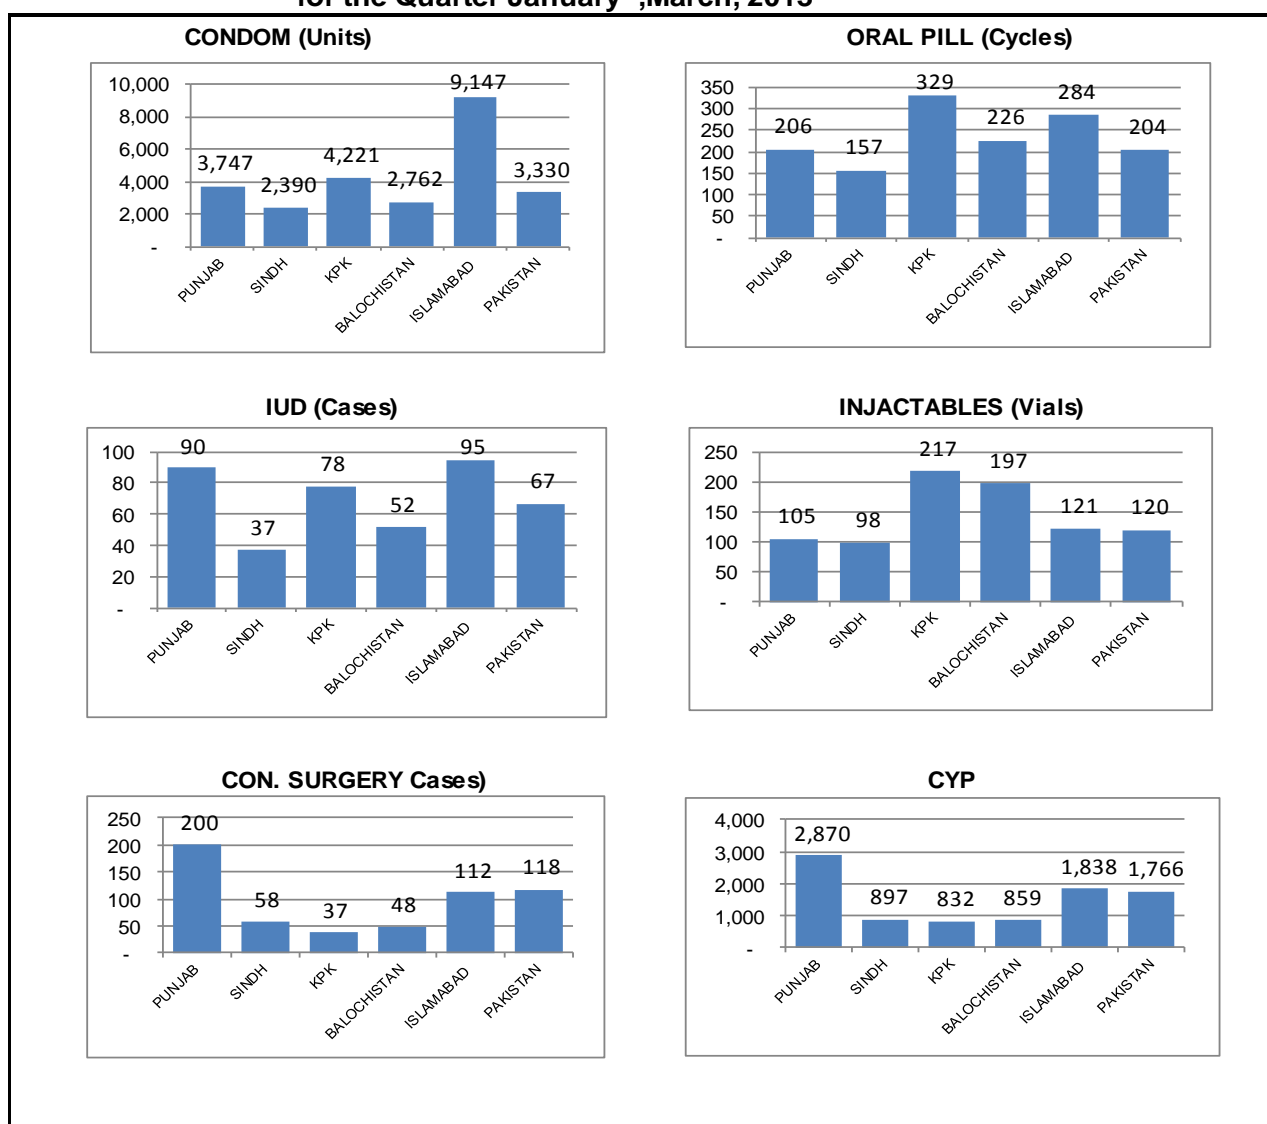 for the Quarter January ,March,
CONDOM (Units)
10,000
8,000
6,000
4,000
2,000
-
3,747
2,390
4,221
2,762
9,147
3,330
PUNJAB
SINDH
KPK
BALOCHISTAN
ISLAMABAD
PAKISTAN
ORAL PILL (Cycles)
350
300
250
200
150
100
50
-
206
157
329
226
284
204
PUNJAB
SINDH
KPK
BALOCHISTAN
ISLAMABAD
PAKISTAN
IUD (Cases)
100
80
60
40
20
-
90
37
78
52
95
67
PUNJAB
SINDH
KPK
BALOCHISTAN
ISLAMABAD
PAKISTAN
INJACTABLES (Vials)
250
200
150
100
50
-
105
98
217
197
121
120
PUNJAB
SINDH
KPK
BALOCHISTAN
ISLAMABAD
PAKISTAN
CON. SURGERY Cases)
250
200
150
100
50
-
200
58
37
48
112
118
PUNJAB
SINDH
KPK
BALOCHISTAN
ISLAMABAD
PAKISTAN
CYP
4,000
3,000
2,000
1,000
-
2,870
897
832
859
1,838
1,766
PUNJAB
SINDH
KPK
BALOCHISTAN
ISLAMABAD
PAKISTAN